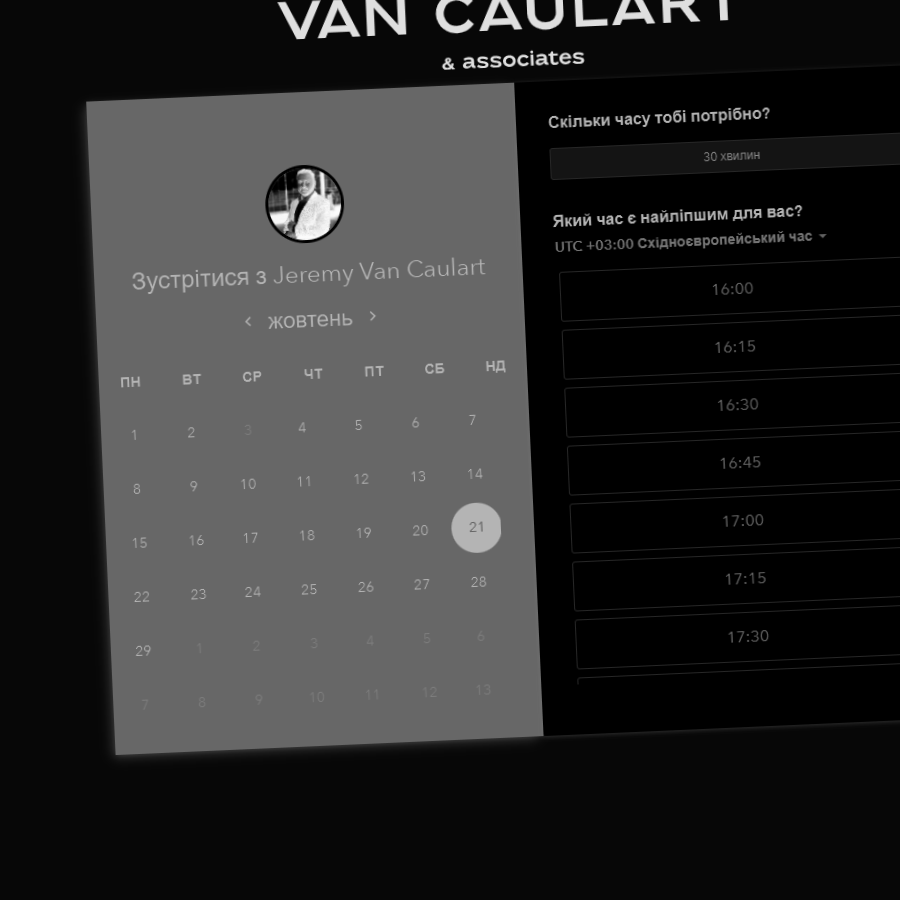 VAN CAULART
& associates
Зустрітися з Jeremy Van Caulart
жовтень
ПН ВТ СР ЧТ ПТ СБ НД
1 2 3 4 5 6 7
8 9 10 11 12 13 14
15 16 17 18 19 20 21
22 23 24 25 26 27 28
29 1 2 3 4 5 6
7 8 9 10 11 12 13
Скільки часу тобі потрібно?
30 хвилин
Який час є найліпшим для вас?
UTC +03:00 Східноєвропейський час
16:00
16:15
16:30
16:45
17:00
17:15
17:30